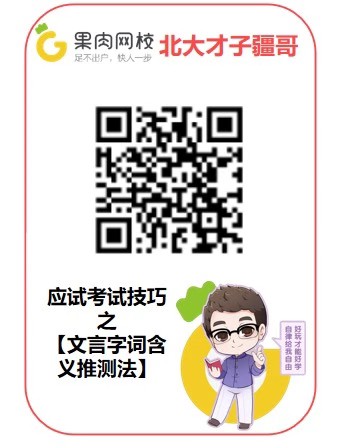 果肉网校 北大才子疆哥
足不出户，快人一步
应试考试技巧
之
【文言字词含
义推测法】
好玩才能好学
自律给我自由